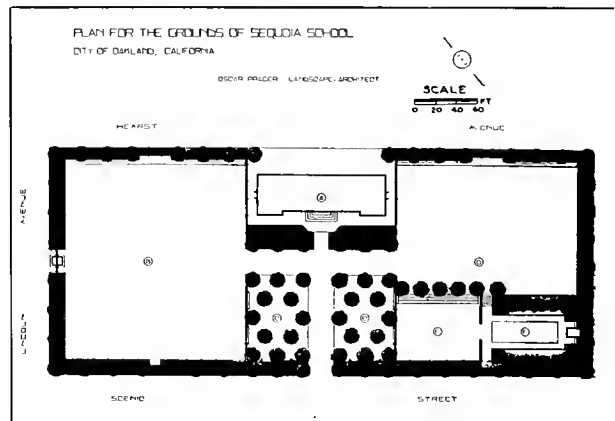 PLAN FOR THE GROUNDS OF SEQUOIA SCHOOL
CITY OF OAKLAND, CALIFORNIA
OSCAR PRAGER LANDSCAPE-ARCHITECT
SCALE
FT
0 20 40 60
HEARST AVENUE
LINCOLN AVENUE
A
SCENIC STREET